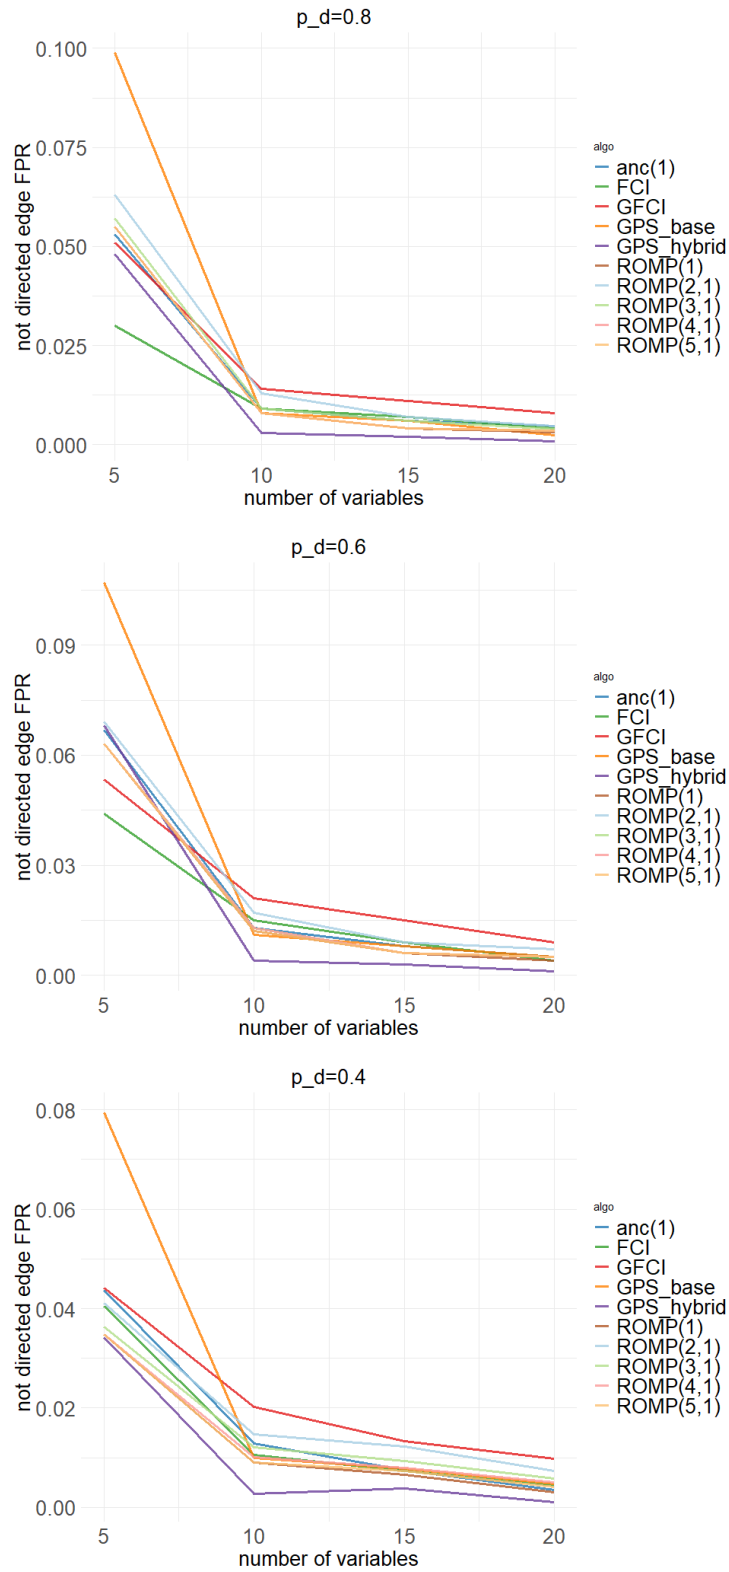 p_d=0.8
0.100
0.075
0.050
0.025
0.000
not directed edge FPR
5 10 15 20
number of variables
algo
anc(1)
FCI
GFCI
GPS_base
GPS_hybrid
ROMP(1)
ROMP(2,1)
ROMP(3,1)
ROMP(4,1)
ROMP(5,1)
p_d=0.6
0.09
0.06
0.03
0.00
not directed edge FPR
5 10 15 20
number of variables
algo
anc(1)
FCI
GFCI
GPS_base
GPS_hybrid
ROMP(1)
ROMP(2,1)
ROMP(3,1)
ROMP(4,1)
ROMP(5,1)
p_d=0.4
0.08
0.06
0.04
0.02
0.00
not directed edge FPR
5 10 15 20
number of variables
algo
anc(1)
FCI
GFCI
GPS_base
GPS_hybrid
ROMP(1)
ROMP(2,1)
ROMP(3,1)
ROMP(4,1)
ROMP(5,1)